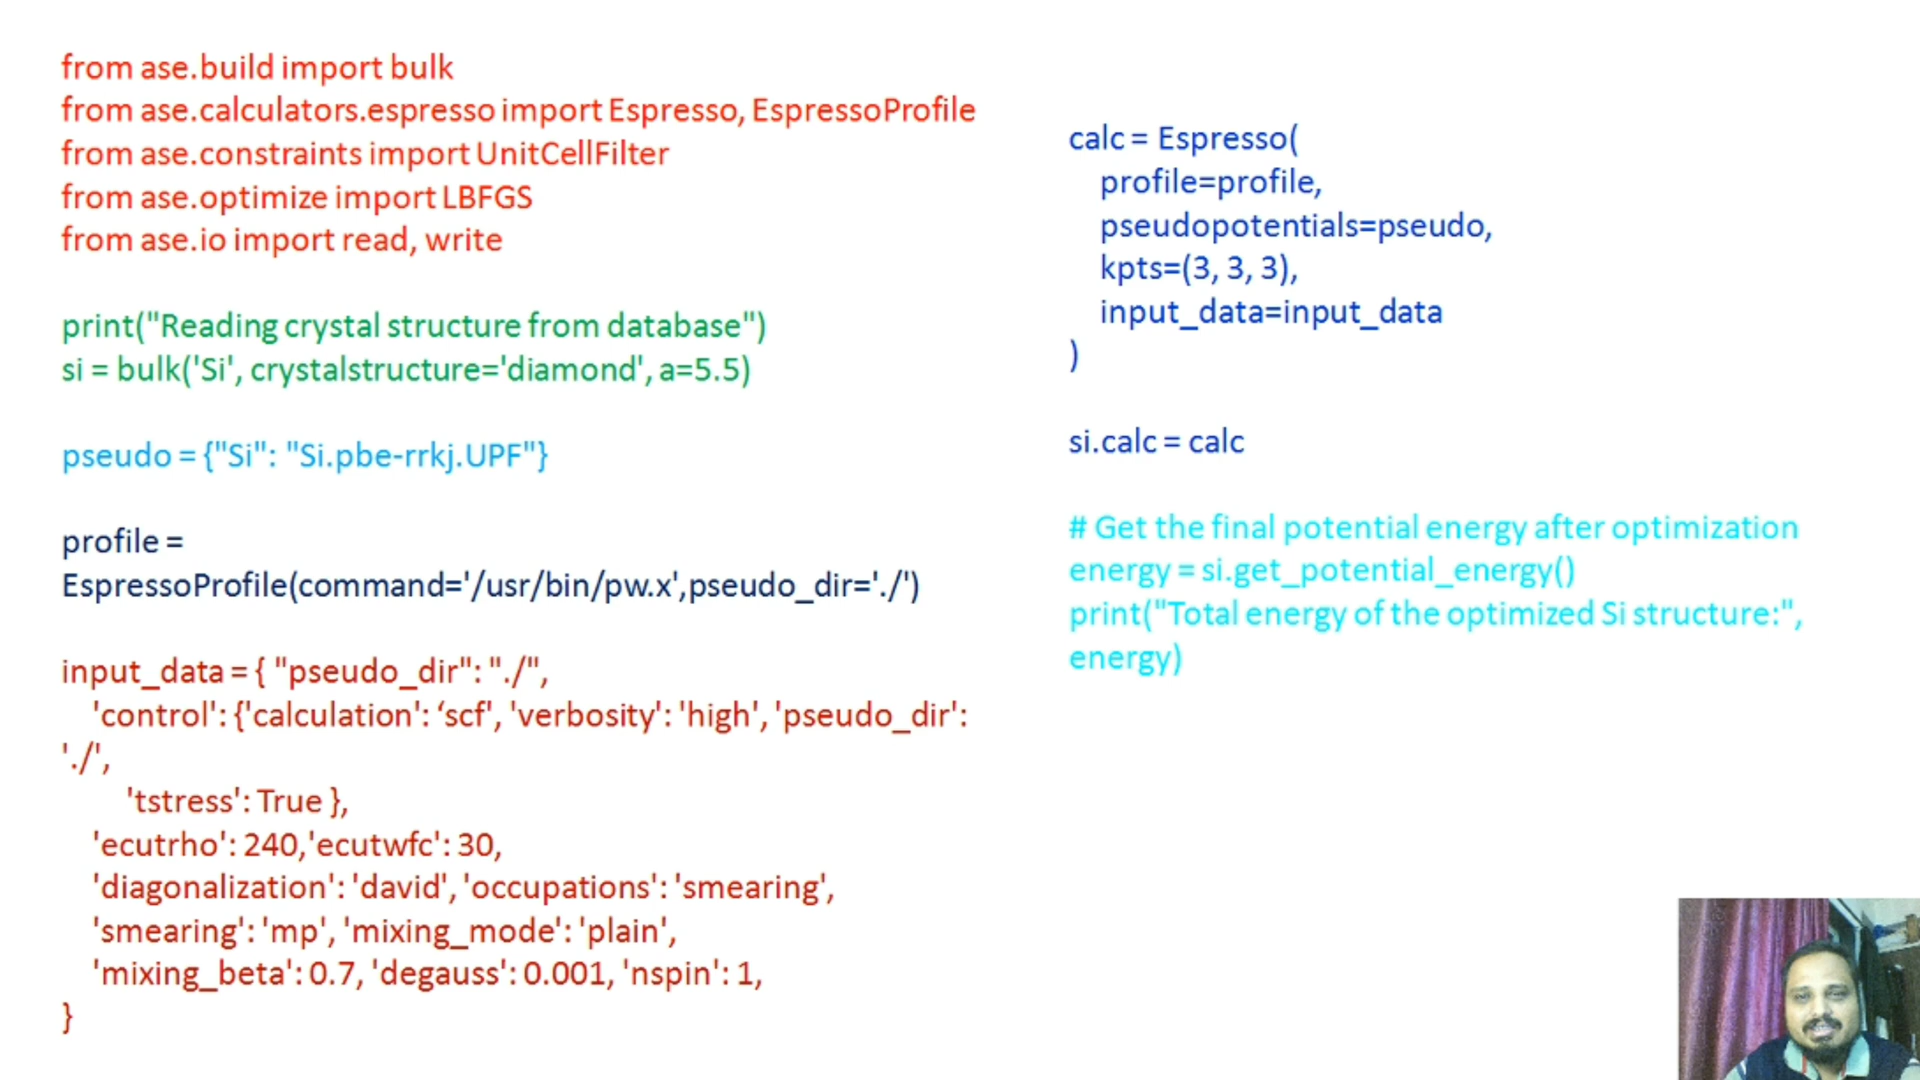 from ase.build import bulk
from ase.calculators.espresso import Espresso, EspressoProfile
from ase.constraints import UnitCellFilter
from ase.optimize import LBFGS
from ase.io import read, write
print("Reading crystal structure from database")
si = bulk('Si', crystalstructure='diamond', a=5.5)
pseudo = {"Si": "Si.pbe-rrkj.UPF"}
profile =
EspressoProfile(command='/usr/bin/pw.x',pseudo_dir='./')
input_data = { "pseudo_dir": "./",
'control': {'calculation': ‘scf', 'verbosity': 'high', 'pseudo_dir':
'./',
'tstress': True },
'ecutrho': 240,'ecutwfc': 30,
'diagonalization': 'david', 'occupations': 'smearing',
'smearing': 'mp', 'mixing_mode': 'plain',
'mixing_beta': 0.7, 'degauss': 0.001, 'nspin': 1,
}
calc = Espresso(
profile=profile,
pseudopotentials=pseudo,
kpts=(3, 3, 3),
input_data=input_data
)
si.calc = calc
# Get the final potential energy after optimization
energy = si.get_potential_energy()
print("Total energy of the optimized Si structure:",
energy)